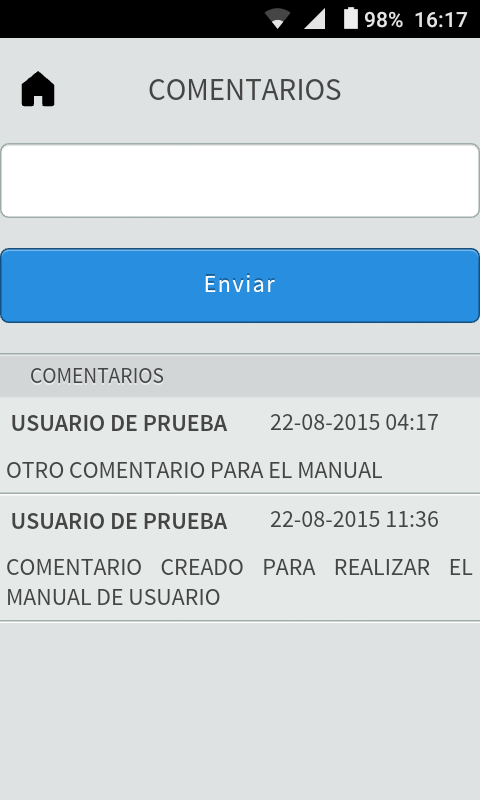 98% 16:17
COMENTARIOS
Enviar
COMENTARIOS
USUARIO DE PRUEBA 22-08-2015 04:17
OTRO COMENTARIO PARA EL MANUAL
USUARIO DE PRUEBA 22-08-2015 11:36
COMENTARIO CREADO PARA REALIZAR EL
MANUAL DE USUARIO